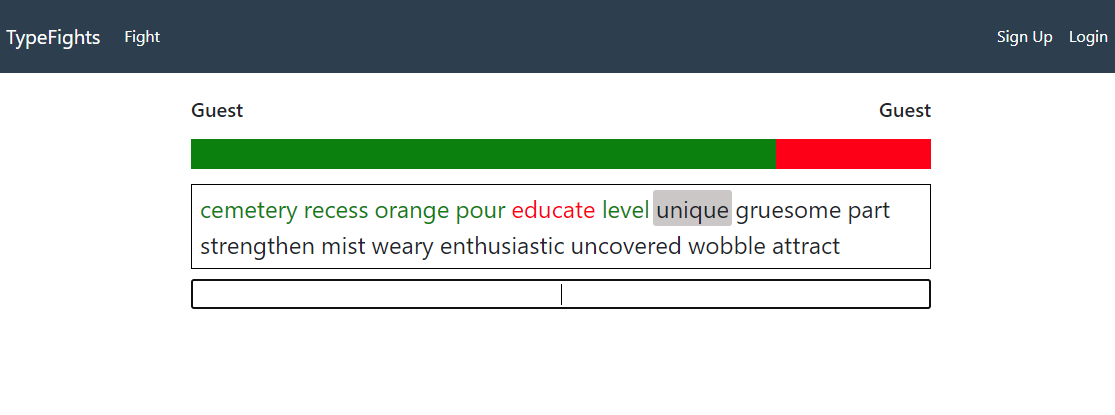 TypeFights Fight Sign Up Login
Guest Guest
cemetery recess orange pour educate level unique gruesome part
strengthen mist weary enthusiastic uncovered wobble attract